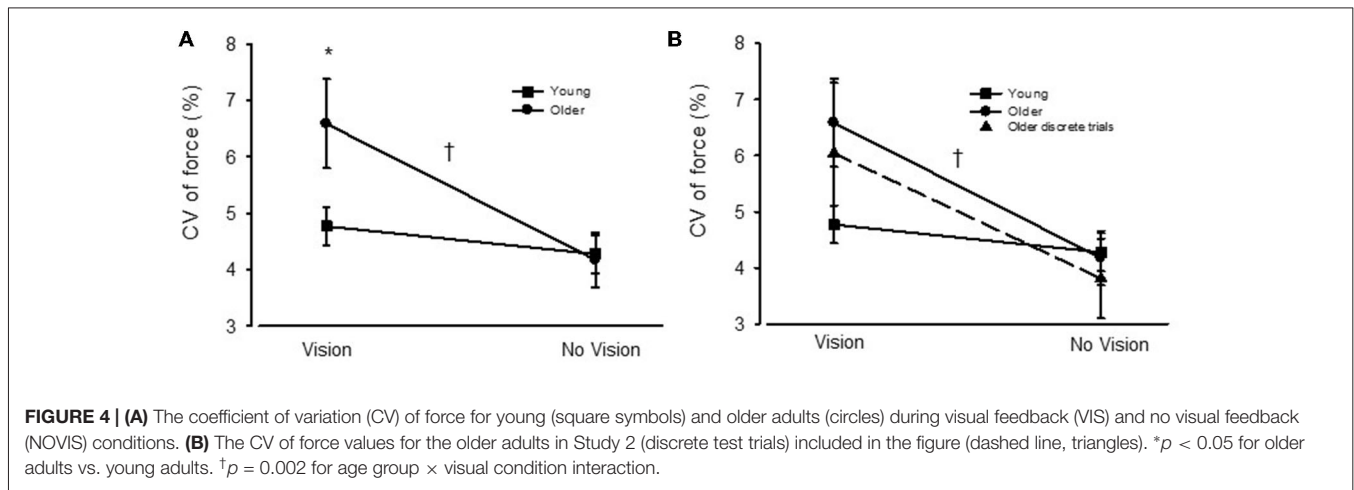 A
8
7
6
5
4
3
CV of force (%)
*
†
Young
Older
Vision
No Vision
B
8
7
6
5
4
3
CV of force (%)
†
Young
Older
Older discrete trials
Vision
No Vision
FIGURE 4 | (A) The coefficient of variation (CV) of force for young (square symbols) and older adults (circles) during visual feedback (VIS) and no visual feedback
(NOVIS) conditions. (B) The CV of force values for the older adults in Study 2 (discrete test trials) included in the figure (dashed line, triangles). *p < 0.05 for older
adults vs. young adults. †p = 0.002 for age group × visual condition interaction.